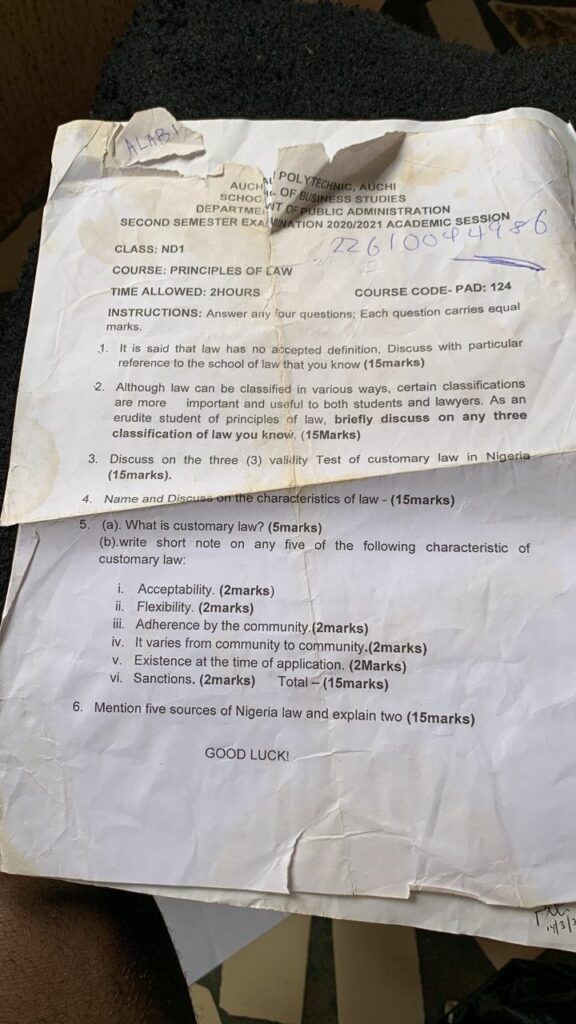 ALABI
AUCHI POLYTECHNIC, AUCHI
SCHOOL OF BUSINESS STUDIES
DEPARTMENT OF PUBLIC ADMINISTRATION
SECOND SEMESTER EXAMINATION 2020/2021 ACADEMIC SESSION
CLASS: ND1
COURSE: PRINCIPLES OF LAW
TIME ALLOWED: 2HOURS COURSE CODE- PAD: 124
INSTRUCTIONS: Answer any four questions; Each question carries equal
marks.
1. It is said that law has no accepted definition, Discuss with particular
reference to the school of law that you know (15marks)
2. Although law can be classified in various ways, certain classifications
are more important and useful to both students and lawyers. As an
erudite student of principles of law, briefly discuss on any three
classification of law you know. (15Marks)
3. Discuss on the three (3) validity Test of customary law in Nigeria
(15marks).
4. Name and Discuss on the characteristics of law - (15marks)
5. (a). What is customary law? (5marks)
(b).write short note on any five of the following characteristic of
customary law:
i. Acceptability. (2marks)
ii. Flexibility. (2marks)
iii. Adherence by the community.(2marks)
iv. It varies from community to community.(2marks)
v. Existence at the time of application. (2Marks)
vi. Sanctions. (2marks) Total – (15marks)
6. Mention five sources of Nigeria law and explain two (15marks)
GOOD LUCK!